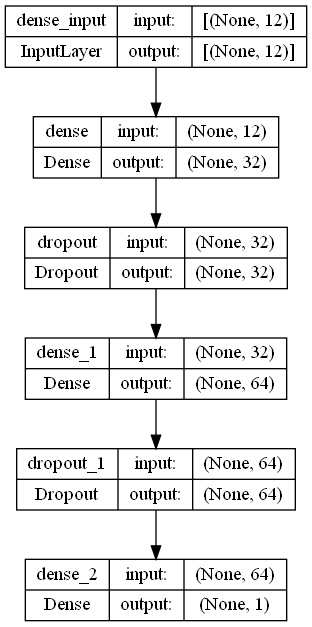 dense_input input: [(None, 12)]
InputLayer output: [(None, 12)]
dense input: (None, 12)
Dense output: (None, 32)
dropout input: (None, 32)
Dropout output: (None, 32)
dense_1 input: (None, 32)
Dense output: (None, 64)
dropout_1 input: (None, 64)
Dropout output: (None, 64)
dense_2 input: (None, 64)
Dense output: (None, 1)